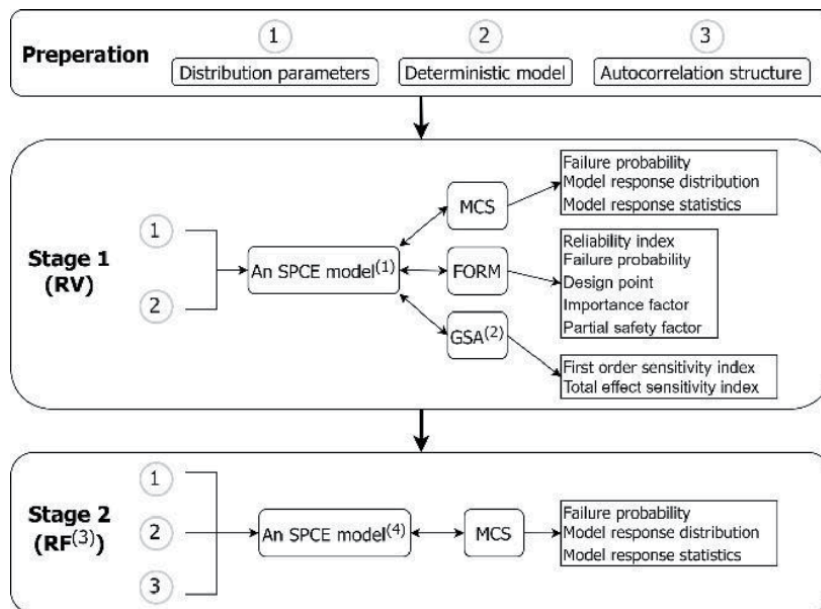 Preperation
1
2
3
Distribution parameters
Deterministic model
Autocorrelation structure
Stage 1
(RV)
1
2
An SPCE model(1)
MCS
FORM
GSA(2)
Failure probability
Model response distribution
Model response statistics
Reliability index
Failure probability
Design point
Importance factor
Partial safety factor
First order sensitivity index
Total effect sensitivity index
Stage 2
(RF(3))
1
2
3
An SPCE model(4)
MCS
Failure probability
Model response distribution
Model response statistics